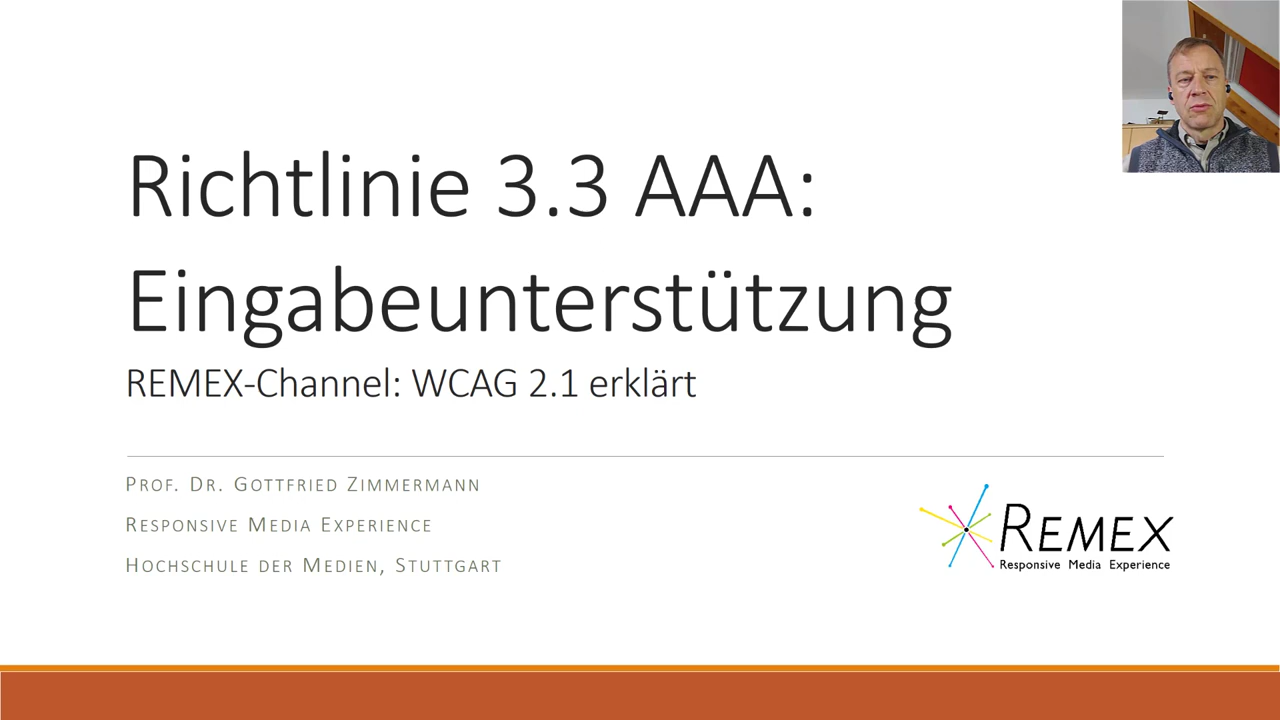 Richtlinie 3.3 AAA:
Eingabeunterstützung
REMEX-Channel: WCAG 2.1 erklärt
Prof. Dr. Gottfried Zimmermann
Responsive Media Experience
Hochschule der Medien, Stuttgart
Remex
Responsive Media Experience